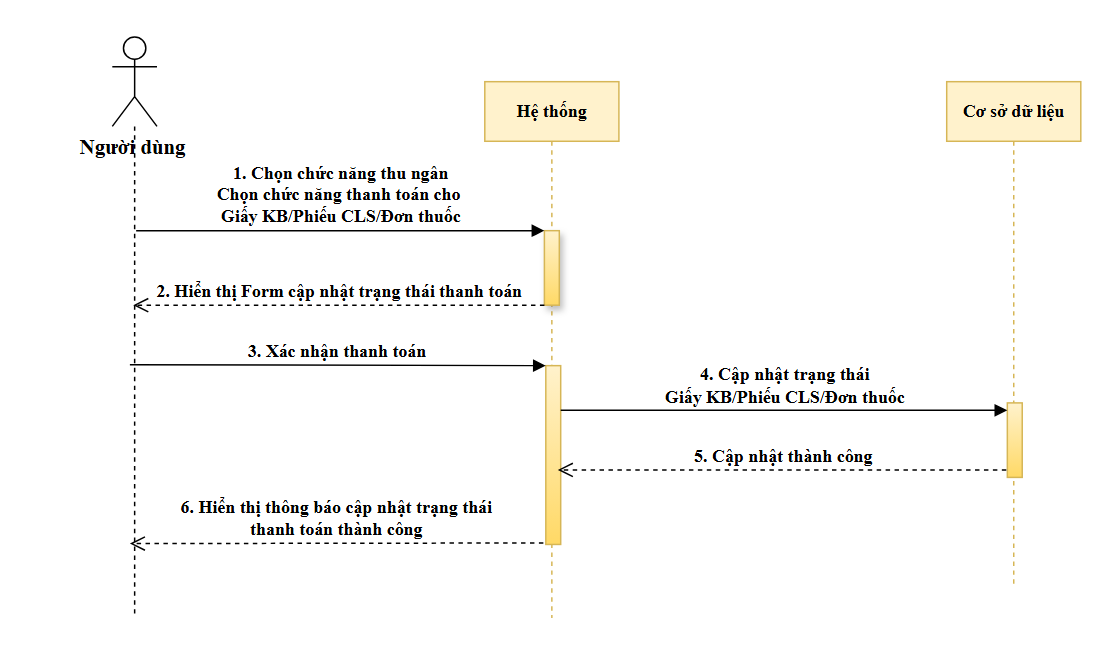 Người dùng
Hệ thống
Cơ sở dữ liệu
1. Chọn chức năng thu ngân
Chọn chức năng thanh toán cho
Giấy KB/Phiếu CLS/Đơn thuốc
2. Hiển thị Form cập nhật trạng thái thanh toán
3. Xác nhận thanh toán
4. Cập nhật trạng thái
Giấy KB/Phiếu CLS/Đơn thuốc
5. Cập nhật thành công
6. Hiển thị thông báo cập nhật trạng thái
thanh toán thành công